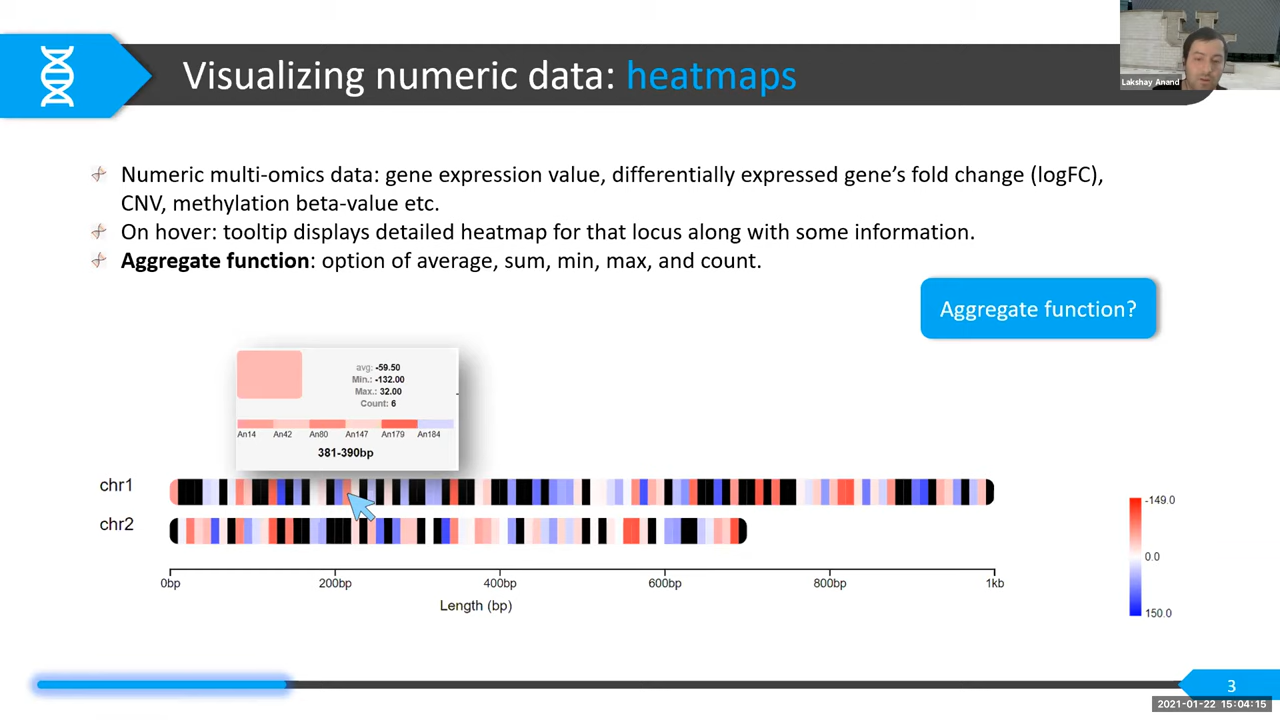 Visualizing numeric data: heatmaps
Lakshay Anand
Numeric multi-omics data: gene expression value, differentially expressed gene's fold change (logFC),
CNV, methylation beta-value etc.
On hover: tooltip displays detailed heatmap for that locus along with some information.
Aggregate function: option of average, sum, min, max, and count.
Aggregate function?
avg: -59.50
Min.: -132.00
Max.: 32.00
Count: 6
An14 An42 An80 An147 An179 An184
381-390bp
chr1
chr2
-149.0
0.0
150.0
0bp 200bp 400bp 600bp 800bp 1kb
Length (bp)
3
2021-01-22 15:04:15